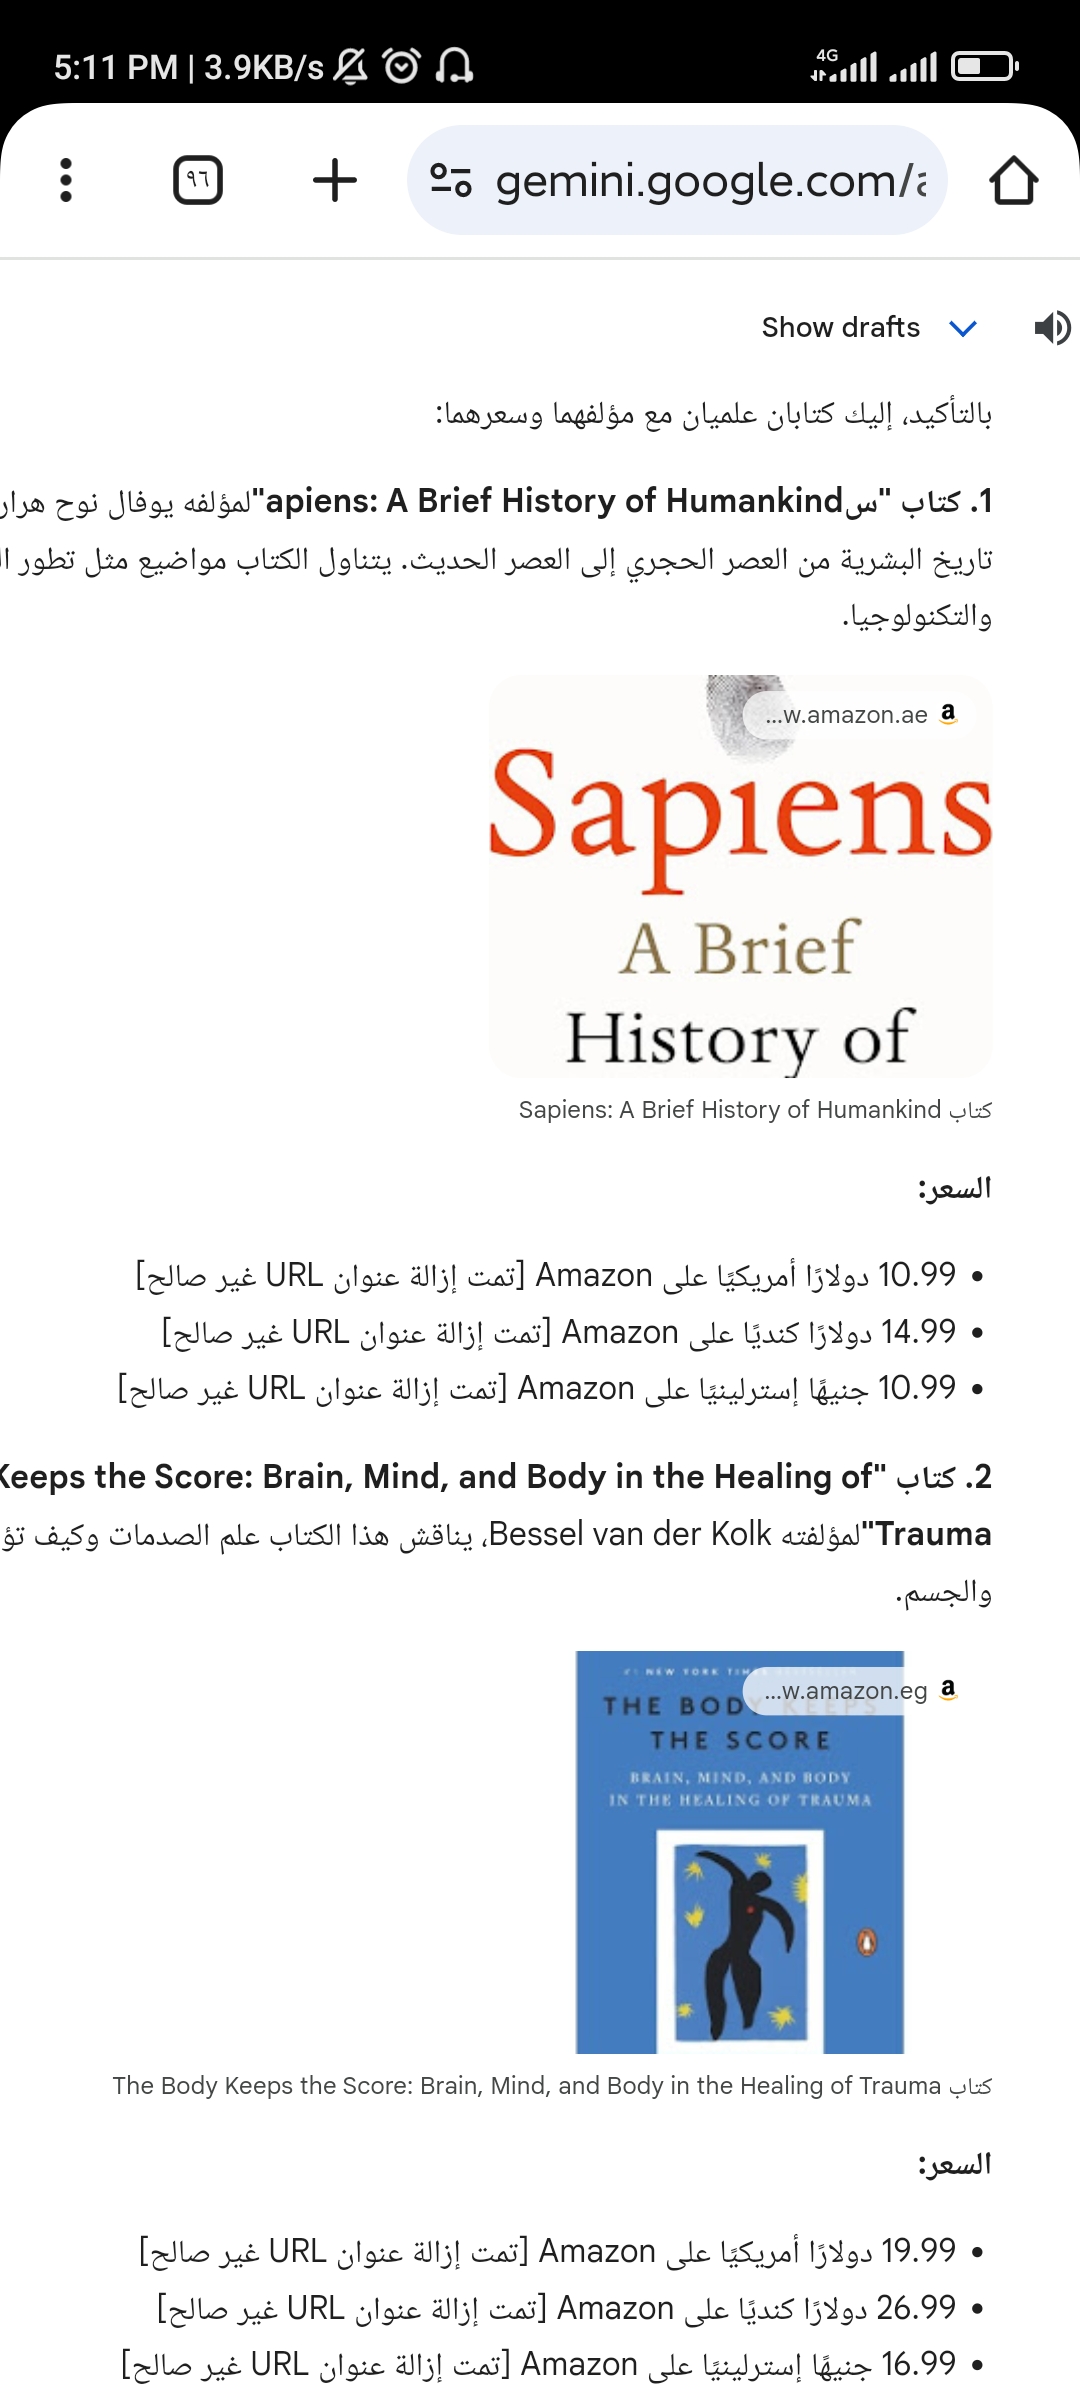 5:11 PM | 3.9KB/s
4G
٩٦
gemini.google.com/a
Show drafts
بالتأكيد، إليك كتابان علميان مع مؤلفهما وسعرهما:
1. كتاب "سapiens: A Brief History of Humankind" لمؤلفه يوفال نوح هرار
تاريخ البشرية من العصر الحجري إلى العصر الحديث. يتناول الكتاب مواضيع مثل تطور
والتكنولوجيا.
...w.amazon.ae
Sapiens
A Brief
History of
كتاب Sapiens: A Brief History of Humankind
السعر:
• 10.99 دولارًا أمريكيًا على Amazon [تمت إزالة عنوان URL غير صالح]
• 14.99 دولارًا كنديًا على Amazon [تمت إزالة عنوان URL غير صالح]
• 10.99 جنيهًا إسترلينيًا على Amazon [تمت إزالة عنوان URL غير صالح]
2. كتاب "Keeps the Score: Brain, Mind, and Body in the Healing of
Trauma" لمؤلفته Bessel van der Kolk، يناقش هذا الكتاب علم الصدمات وكيف تؤ
والجسم.
...w.amazon.eg
#1 NEW YORK TIMES BESTSELLER
THE BODY KEEPS
THE SCORE
BRAIN, MIND, AND BODY
IN THE HEALING OF TRAUMA
كتاب The Body Keeps the Score: Brain, Mind, and Body in the Healing of Trauma
السعر:
• 19.99 دولارًا أمريكيًا على Amazon [تمت إزالة عنوان URL غير صالح]
• 26.99 دولارًا كنديًا على Amazon [تمت إزالة عنوان URL غير صالح]
• 16.99 جنيهًا إسترلينيًا على Amazon [تمت إزالة عنوان URL غير صالح]